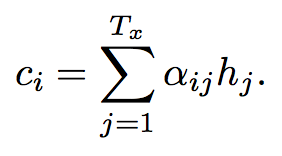 $c_i = \sum_{j=1}^{T_x} \alpha_{ij} h_j.$